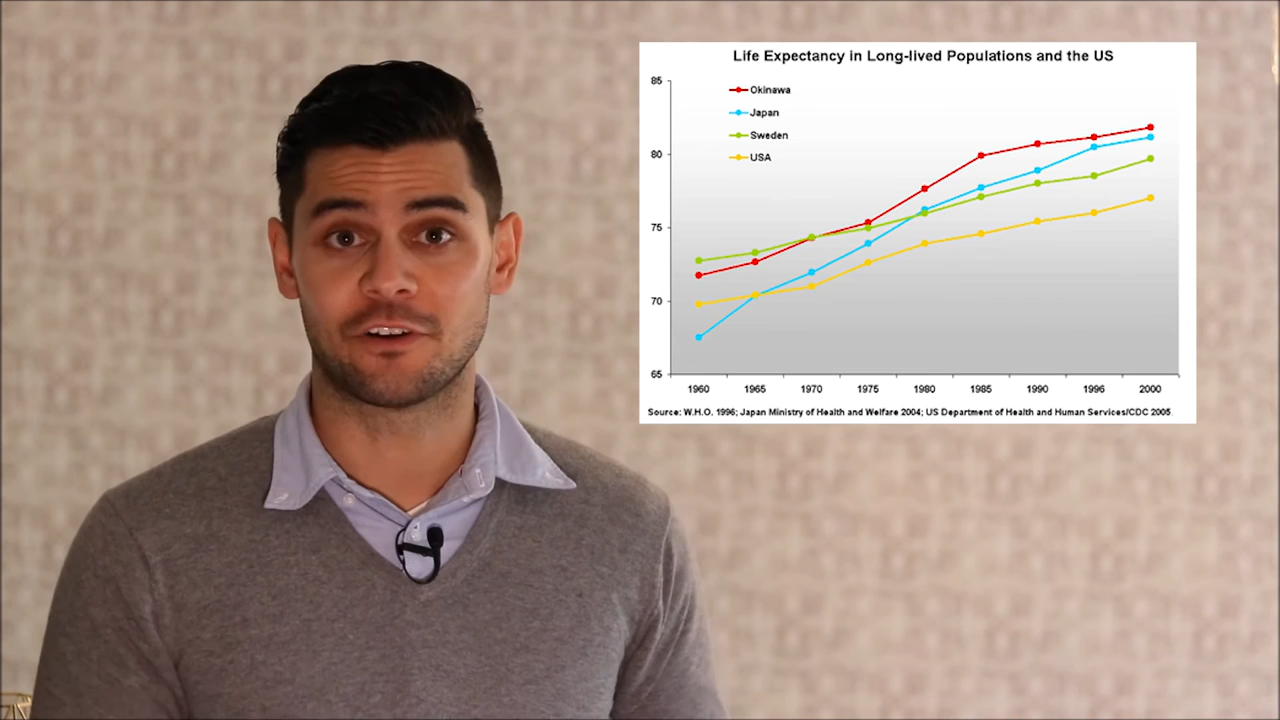 Life Expectancy in Long-lived Populations and the US
85
Okinawa
Japan
Sweden
USA
80
75
70
65
1960 1965 1970 1975 1980 1985 1990 1996 2000
Source: W.H.O. 1996; Japan Ministry of Health and Welfare 2004; US Department of Health and Human Services/CDC 2005.